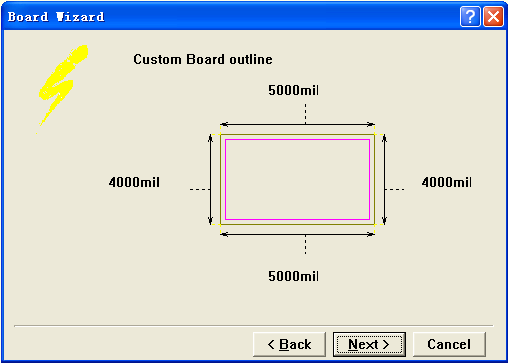 Board Wizard
Custom Board outline
5000mil
4000mil
4000mil
5000mil
< Back
Next >
Cancel